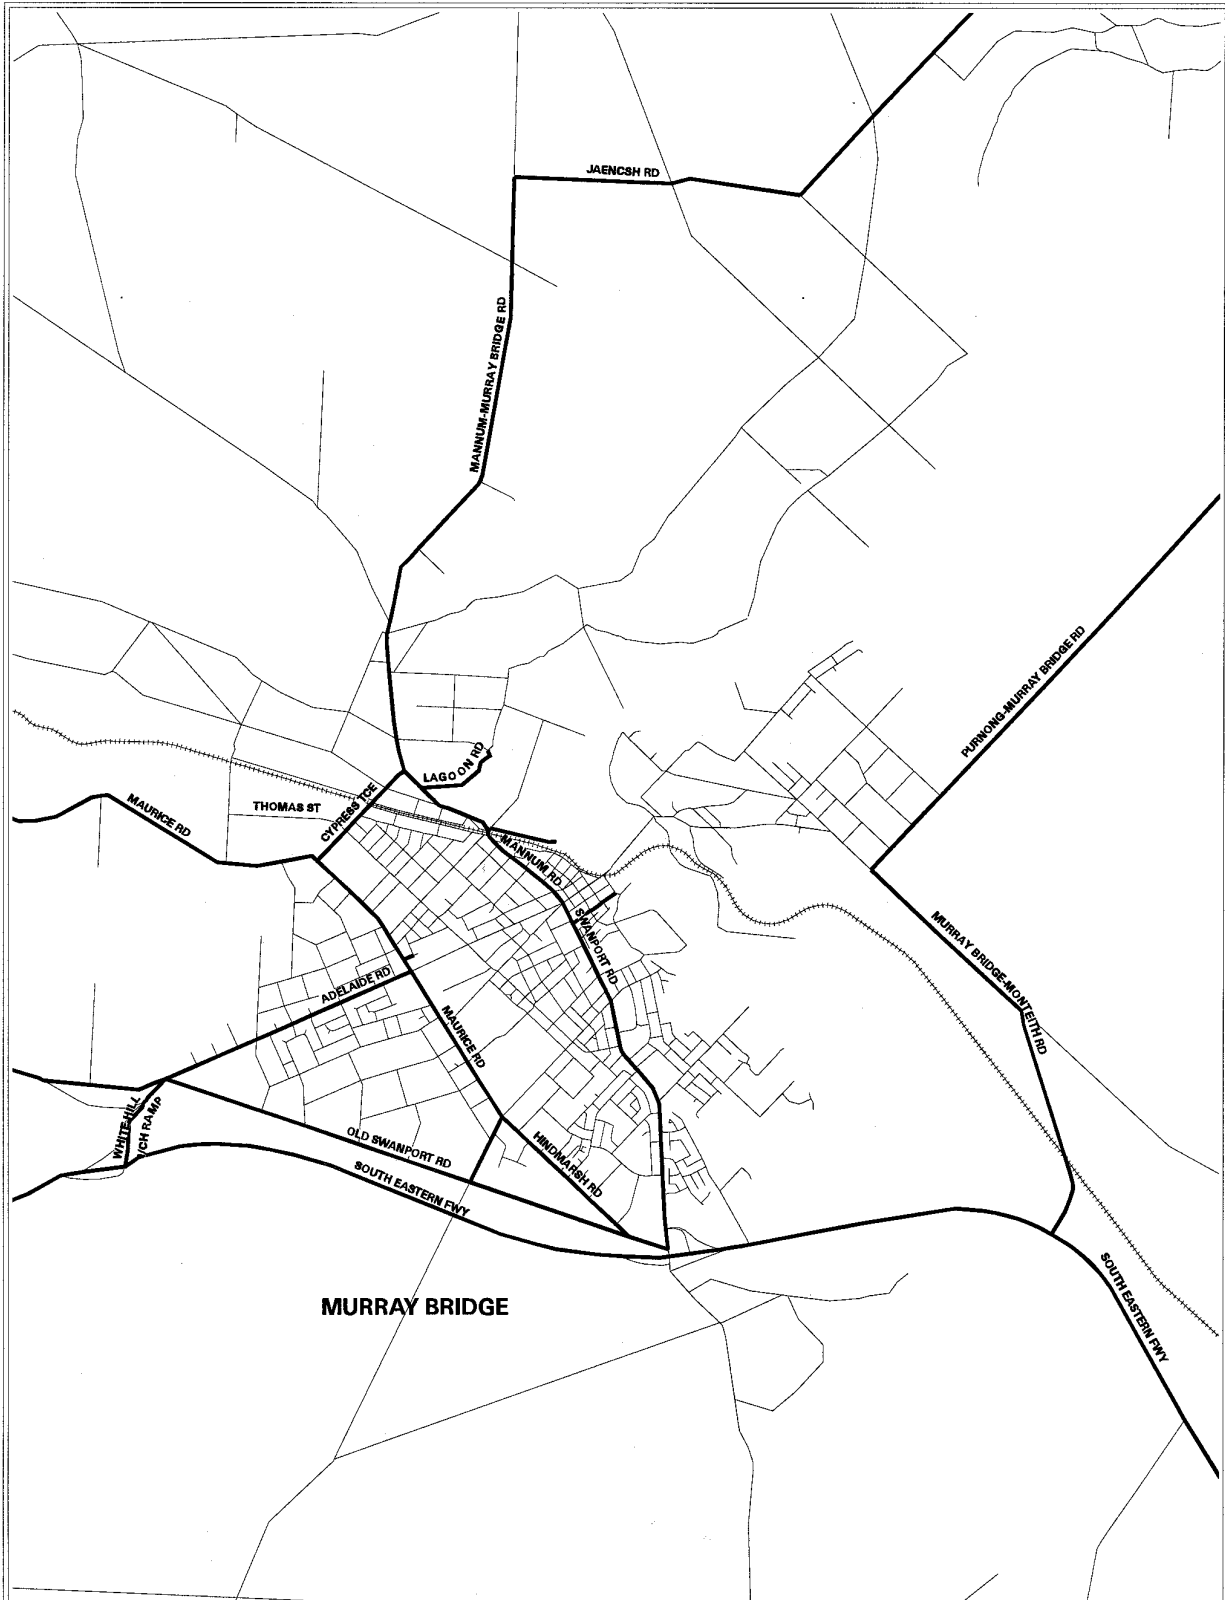 JAENCSH RD
MANNUM-MURRAY BRIDGE RD
PURNONG-MURRAY BRIDGE RD
LAGOON RD
THOMAS ST
CYPRESS TCE
MAURICE RD
MANNUM RD
SWANPORT RD
MURRAY BRIDGE-MONTEITH RD
ADELAIDE RD
MAURICE RD
WHITE HILL
RAMP
OLD SWANPORT RD
HINDMARSH RD
SOUTH EASTERN FWY
SOUTH EASTERN FWY
MURRAY BRIDGE